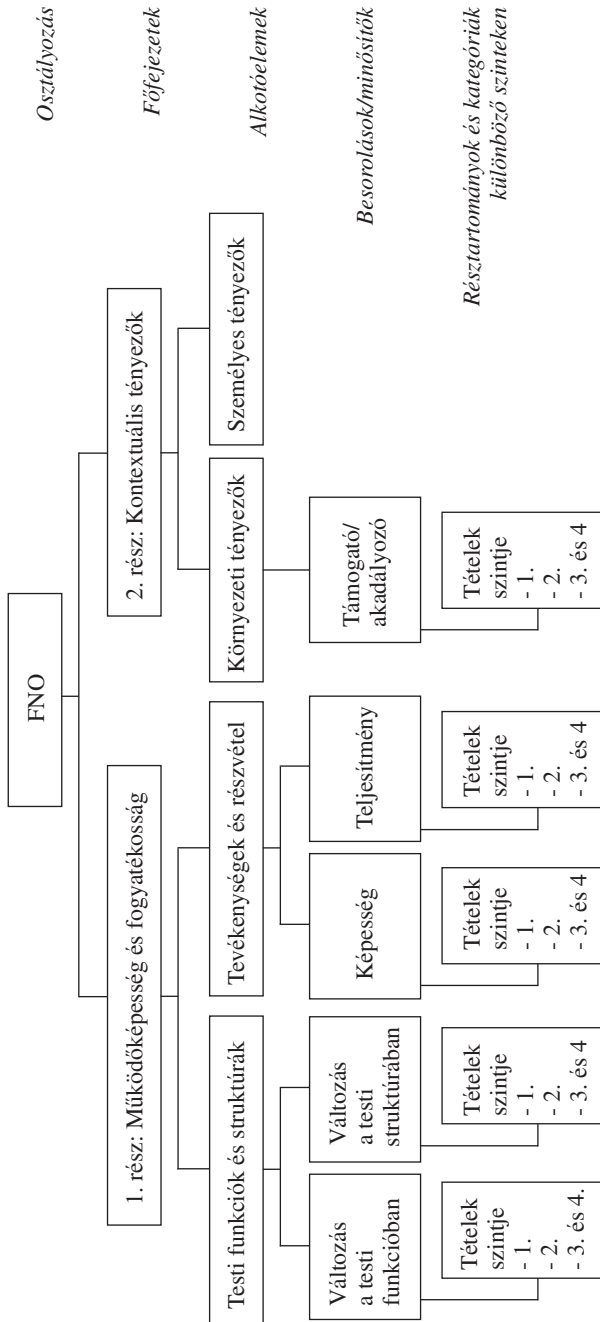 FNO
Osztályozás
1. rész: Működőképesség és fogyatékosság
2. rész: Kontextuális tényezők
Főfejezetek
Testi funkciók és struktúrák
Tevékenységek és részvétel
Környezeti tényezők
Személyes tényezők
Alkotóelemek
Változás
a testi
funkcióban
Változás
a testi
struktúrában
Képesség
Teljesítmény
Támogató/
akadályozó
Besorolások/minősítők
Tételek
szintje
- 1.
- 2.
- 3. és 4.
Tételek
szintje
- 1.
- 2.
- 3. és 4
Tételek
szintje
- 1.
- 2.
- 3. és 4
Tételek
szintje
- 1.
- 2.
- 3. és 4
Tételek
szintje
- 1.
- 2.
- 3. és 4
Résztartományok és kategóriák
különböző szinteken